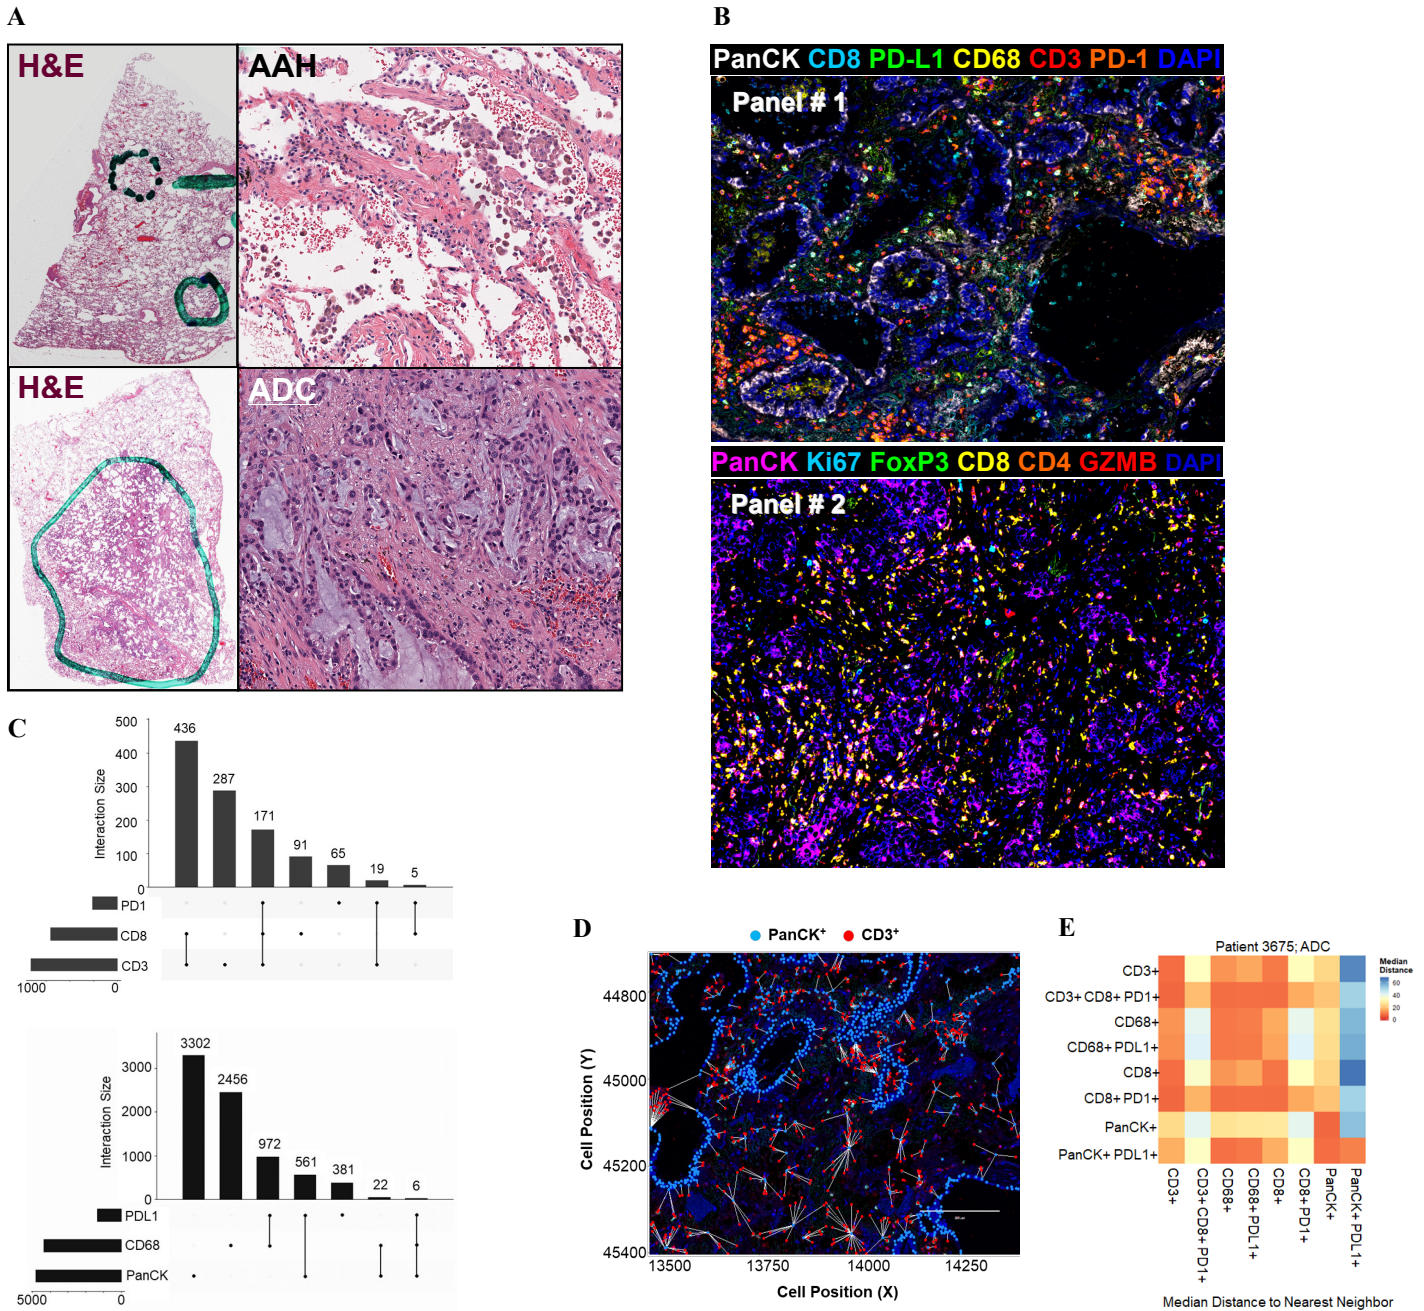 A
H&E
AAH
H&E
ADC
B
PanCK CD8 PD-L1 CD68 CD3 PD-1 DAPI
Panel # 1
PanCK Ki67 FoxP3 CD8 CD4 GZMB DAPI
Panel # 2
C
Interaction Size
500
400
300
200
100
0
436
287
171
91
65
19
5
PD1
CD8
CD3
1000
0
Interaction Size
3000
2000
1000
0
3302
2456
972
561
381
22
6
PDL1
CD68
PanCK
5000
0
D
PanCK+
CD3+
Cell Position (Y)
44800
45000
45200
45400
13500
13750
14000
14250
Cell Position (X)
E
Patient 3675; ADC
CD3+
CD3+ CD8+ PD1+
CD68+
CD68+ PDL1+
CD8+
CD8+ PD1+
PanCK+
PanCK+ PDL1+
CD3+
CD3+ CD8+ PD1+
CD68+
CD68+ PDL1+
CD8+
CD8+ PD1+
PanCK+
PanCK+ PDL1+
Median
Distance
60
40
20
0
Median Distance to Nearest Neighbor